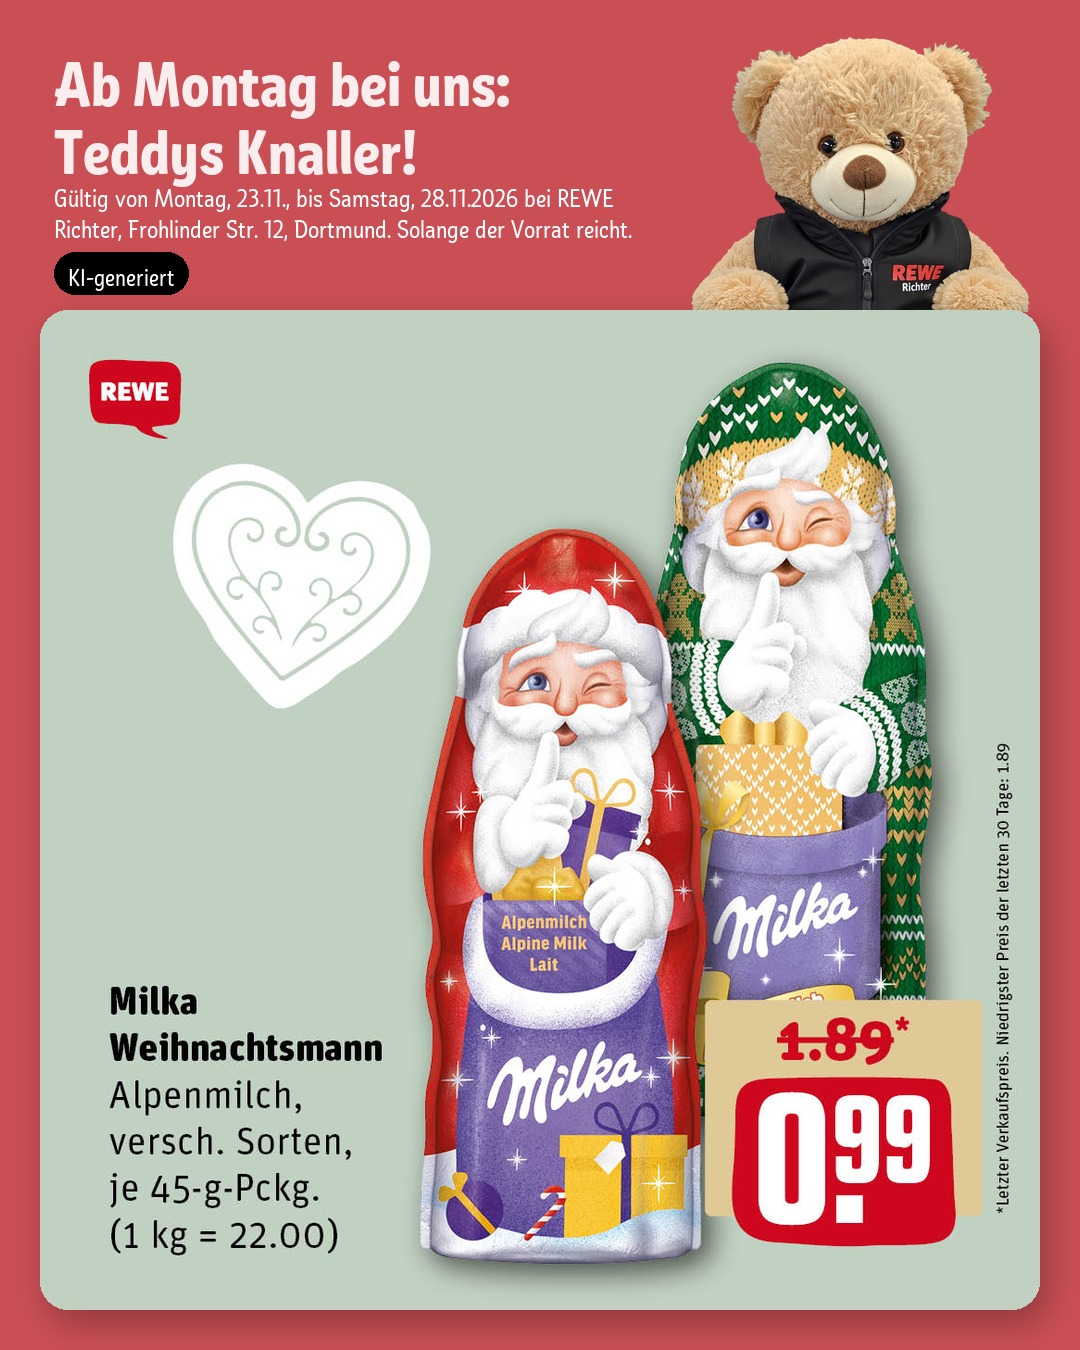 Ab Montag bei uns:
Teddys Knaller!
Gültig von Montag, 23.11., bis Samstag, 28.11.2026 bei REWE
Richter, Frohlinder Str. 12, Dortmund. Solange der Vorrat reicht.
KI-generiert
REWE
Richter
REWE
Milka
Alpenmilch
Alpine Milk
Lait
Milka
Milka
Weihnachtsmann
Alpenmilch,
versch. Sorten,
je 45-g-Pckg.
(1 kg = 22.00)
1.89*
0.99
*Letzter Verkaufspreis. Niedrigster Preis der letzten 30 Tage: 1.89